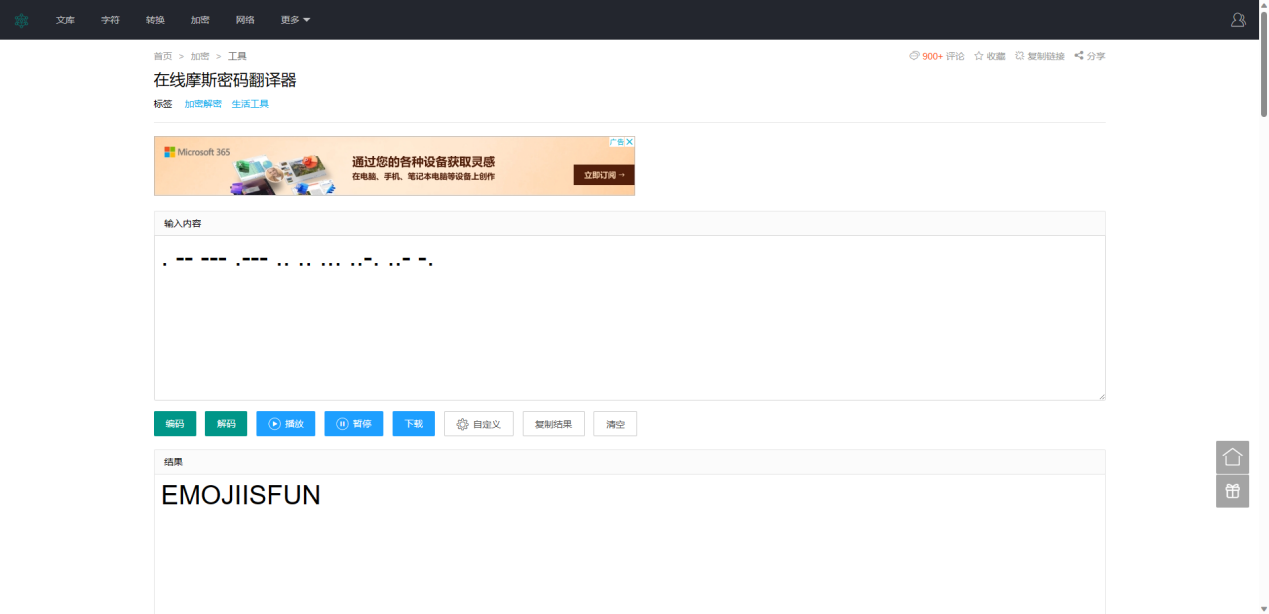 文库 字符 转换 加密 网络 更多
首页 > 加密 > 工具 900+ 评论 收藏 复制链接 分享
在线摩斯密码翻译器
标签 加密解密 生活工具
广告
Microsoft 365
通过您的各种设备获取灵感
在电脑、手机、笔记本电脑等设备上创作
立即订阅 →
输入内容
. -- --- .--- .. .. ... ..-. ..- -.
编码 解码 播放 暂停 下载 自定义 复制结果 清空
结果
EMOJIISFUN